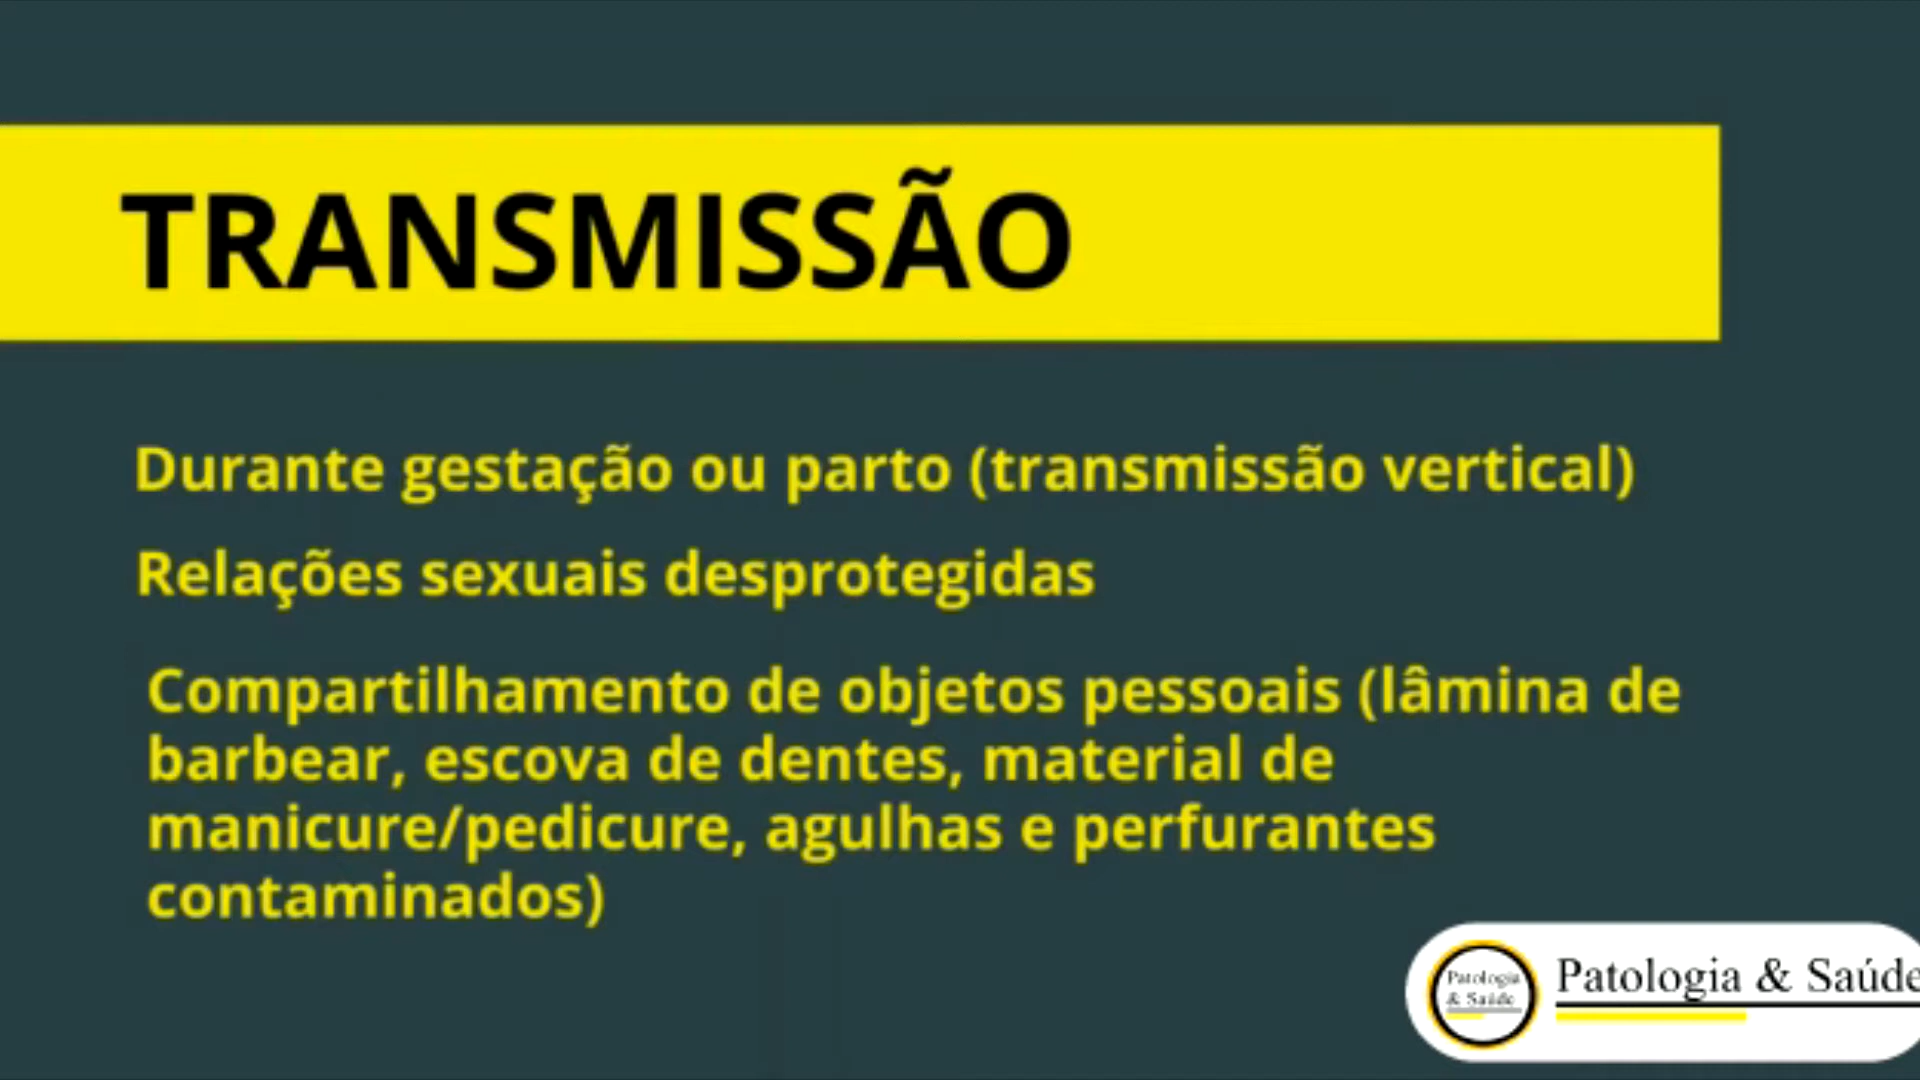 TRANSMISSÃO
Durante gestação ou parto (transmissão vertical)
Relações sexuais desprotegidas
Compartilhamento de objetos pessoais (lâmina de
barbear, escova de dentes, material de
manicure/pedicure, agulhas e perfurantes
contaminados)
Patologia
& Saúde
Patologia & Saúde